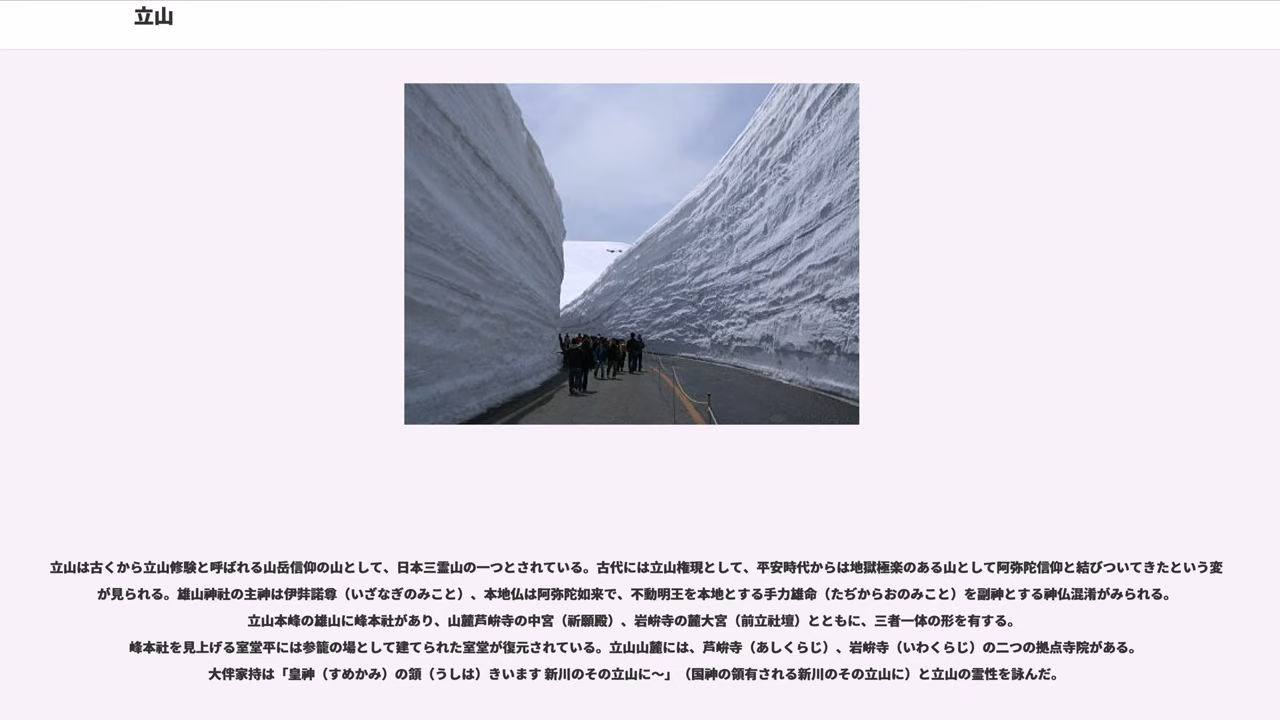 立山
立山は古くから立山修験と呼ばれる山岳信仰の山として、日本三霊山の一つとされている。古代には立山権現として、平安時代からは地獄極楽のある山として阿弥陀信仰と結びついてきたという変
が見られる。雄山神社の主神は伊弉諾尊（いざなぎのみこと）、本地仏は阿弥陀如来で、不動明王を本地とする手力雄命（たぢからおのみこと）を副神とする神仏混淆がみられる。
立山本峰の雄山に峰本社があり、山麓芦峅寺の中宮（祈願殿）、岩峅寺の麓大宮（前立社壇）とともに、三者一体の形を有する。
峰本社を見上げる室堂平には参籠の場として建てられた室堂が復元されている。立山山麓には、芦峅寺（あしくらじ）、岩峅寺（いわくらじ）の二つの拠点寺院がある。
大伴家持は「皇神（すめかみ）の頷（うしは）きいます 新川のその立山に〜」（国神の領有される新川のその立山に）と立山の霊性を詠んだ。